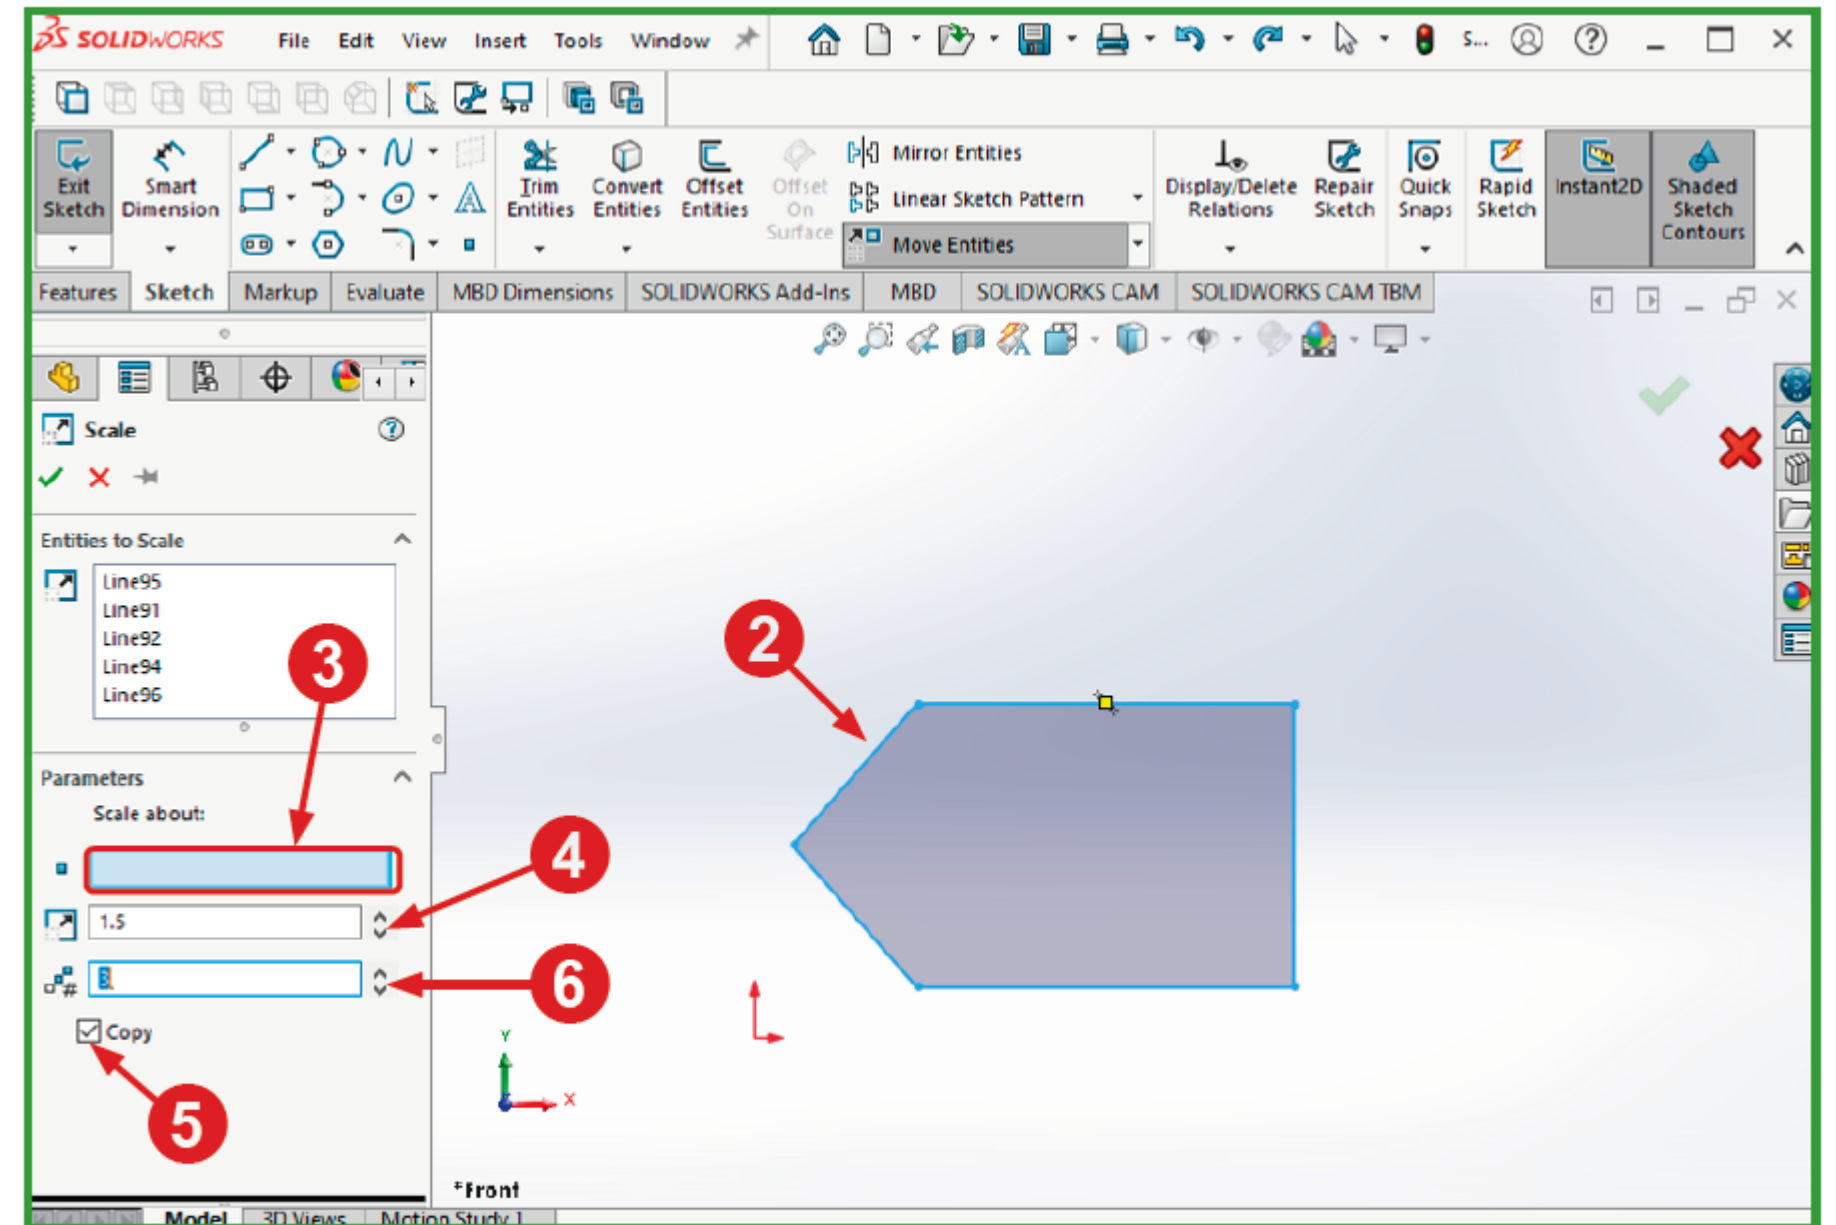 SOLIDWORKS File Edit View Insert Tools Window S...
Exit Sketch
Smart Dimension
Trim Entities
Convert Entities
Offset Entities
Offset On Surface
Mirror Entities
Linear Sketch Pattern
Move Entities
Display/Delete Relations
Repair Sketch
Quick Snaps
Rapid Sketch
Instant2D
Shaded Sketch Contours
Features Sketch Markup Evaluate MBD Dimensions SOLIDWORKS Add-Ins MBD SOLIDWORKS CAM SOLIDWORKS CAM TBM
Scale
Entities to Scale
Line95
Line91
Line92
Line94
Line96
3
2
Parameters
Scale about:
4
1.5
6
Copy
5
Y
X
*Front
Model 3D Views Motion Study 1